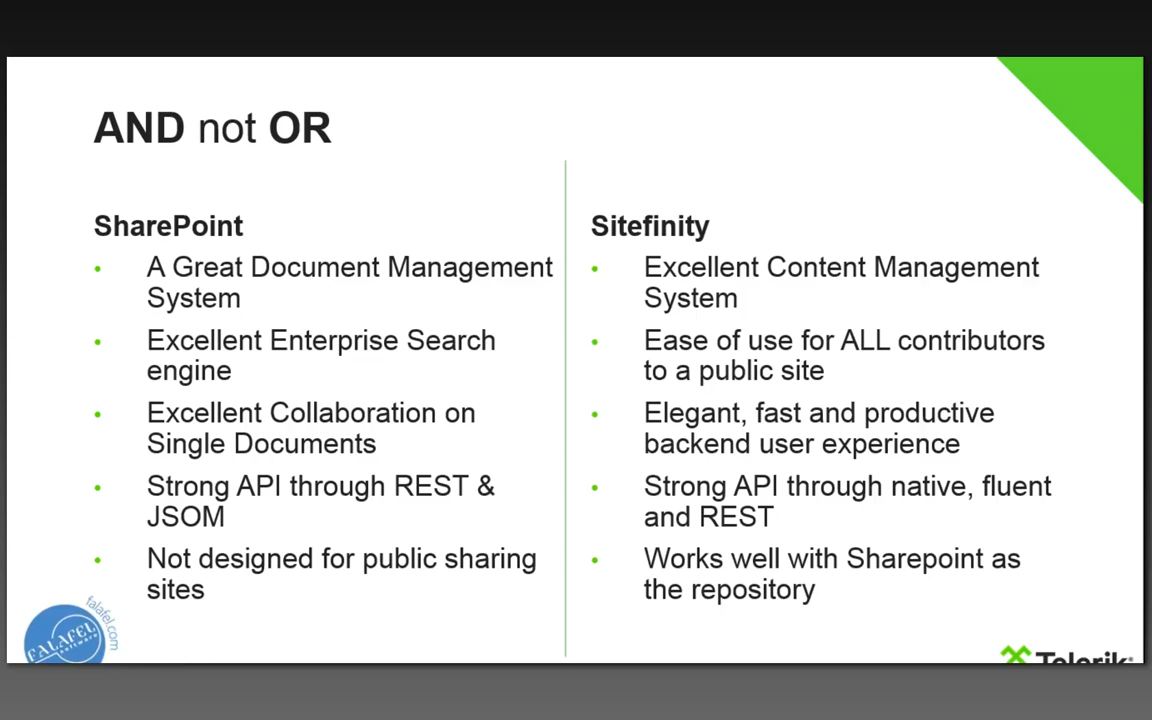 AND not OR
SharePoint
• A Great Document Management
System
• Excellent Enterprise Search
engine
• Excellent Collaboration on
Single Documents
• Strong API through REST &
JSOM
• Not designed for public sharing
sites
Sitefinity
• Excellent Content Management
System
• Ease of use for ALL contributors
to a public site
• Elegant, fast and productive
backend user experience
• Strong API through native, fluent
and REST
• Works well with Sharepoint as
the repository
falafel.com
FALAFEL
software
Telerik